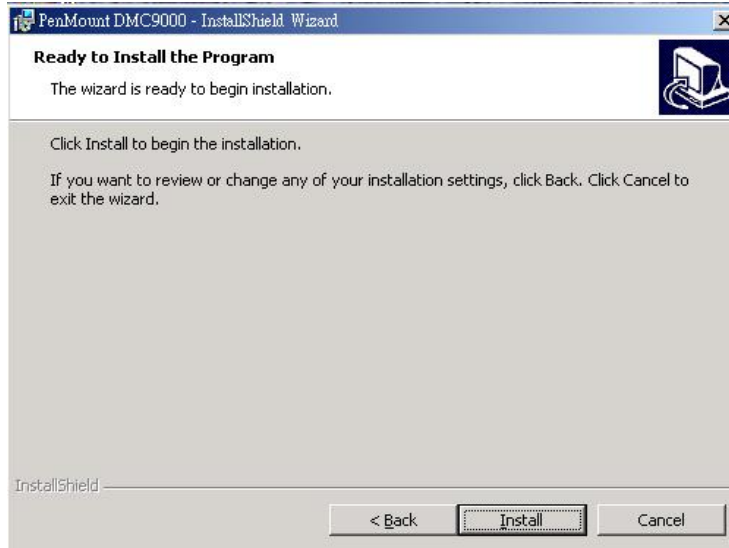 PenMount DMC9000 - InstallShield Wizard
Ready to Install the Program
The wizard is ready to begin installation.
Click Install to begin the installation.
If you want to review or change any of your installation settings, click Back. Click Cancel to
exit the wizard.
InstallShield
< Back Install Cancel